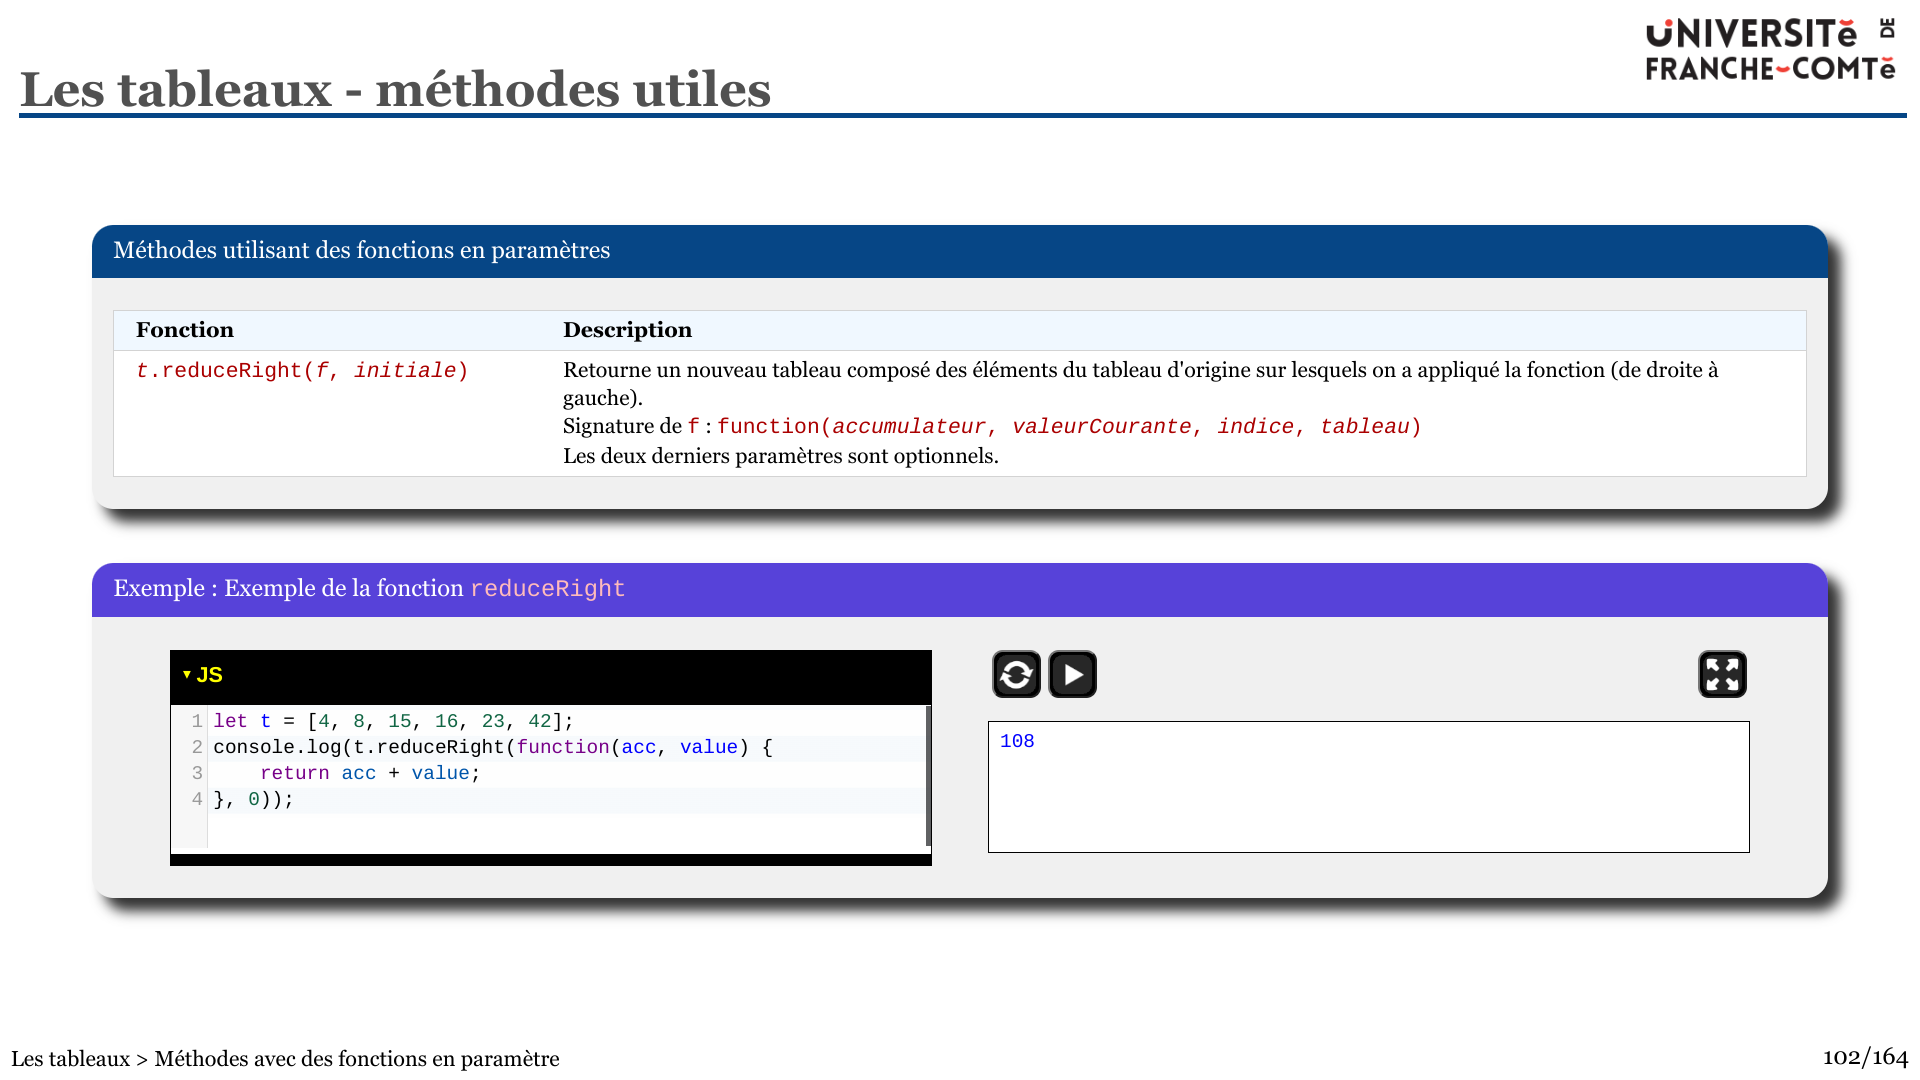 UNIVERSITĕ DE
FRANCHE-COMTĕ
Les tableaux - méthodes utiles
Méthodes utilisant des fonctions en paramètres
Fonction Description
t.reduceRight(f, initiale) Retourne un nouveau tableau composé des éléments du tableau d'origine sur lesquels on a appliqué la fonction (de droite à
gauche).
Signature de f : function(accumulateur, valeurCourante, indice, tableau)
Les deux derniers paramètres sont optionnels.
Exemple : Exemple de la fonction reduceRight
▾ JS
1 let t = [4, 8, 15, 16, 23, 42];
2 console.log(t.reduceRight(function(acc, value) {
3     return acc + value;
4 }, 0));
108
Les tableaux > Méthodes avec des fonctions en paramètre
102/164